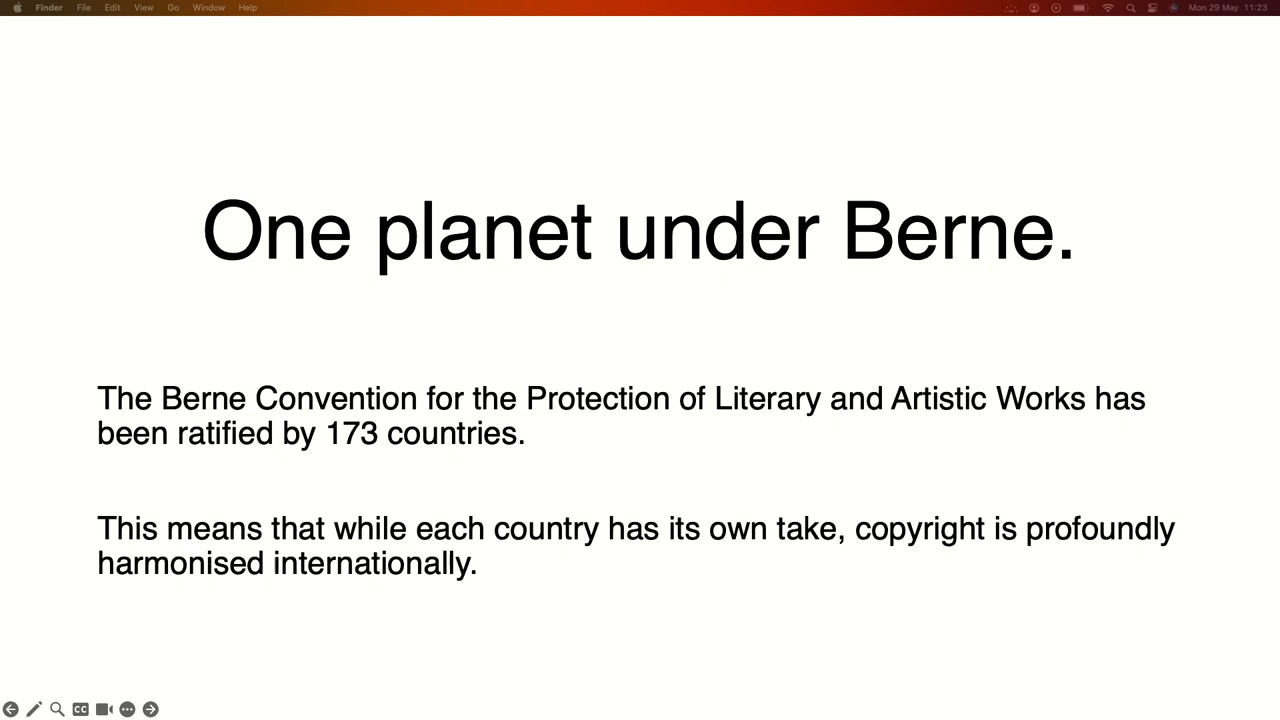 Finder File Edit View Go Window Help Mon 29 May 11:23
One planet under Berne.
The Berne Convention for the Protection of Literary and Artistic Works has
been ratified by 173 countries.
This means that while each country has its own take, copyright is profoundly
harmonised internationally.
CC